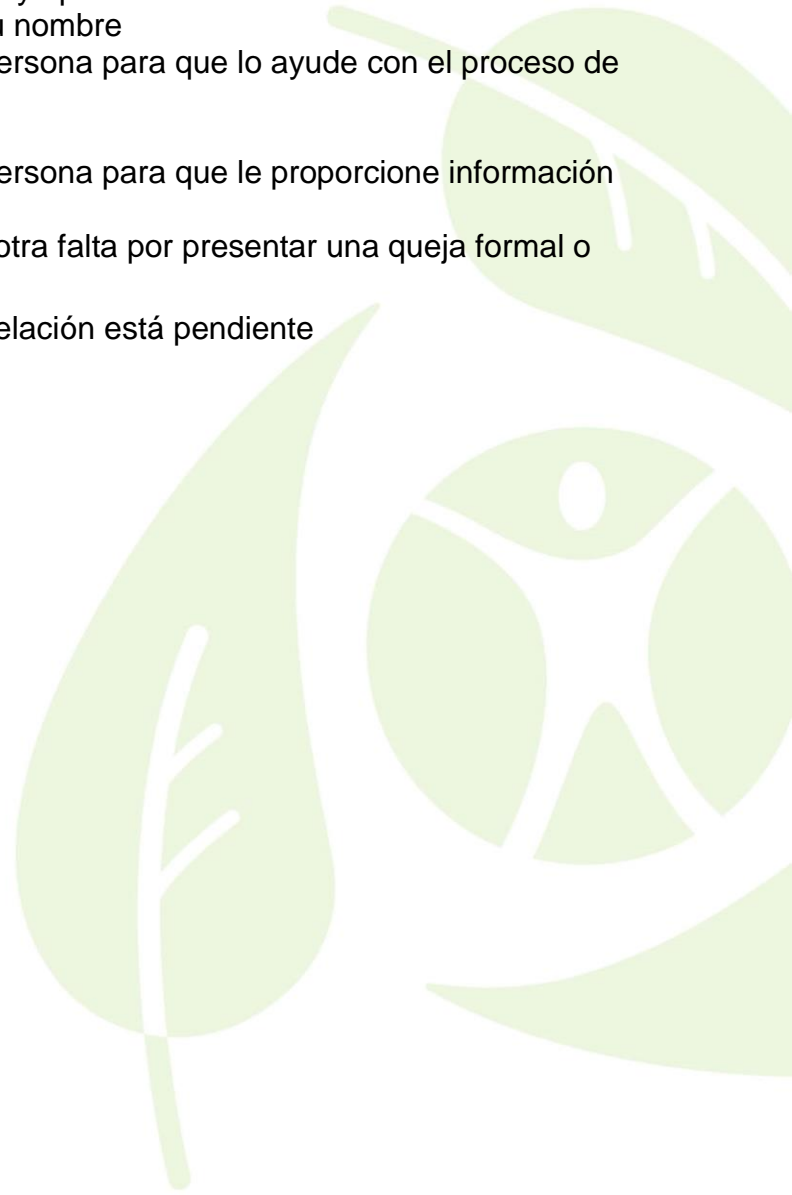 nombre
ersona para que lo ayude con el proceso de
ersona para que le proporcione información
otra falta por presentar una queja formal o
elación está pendiente